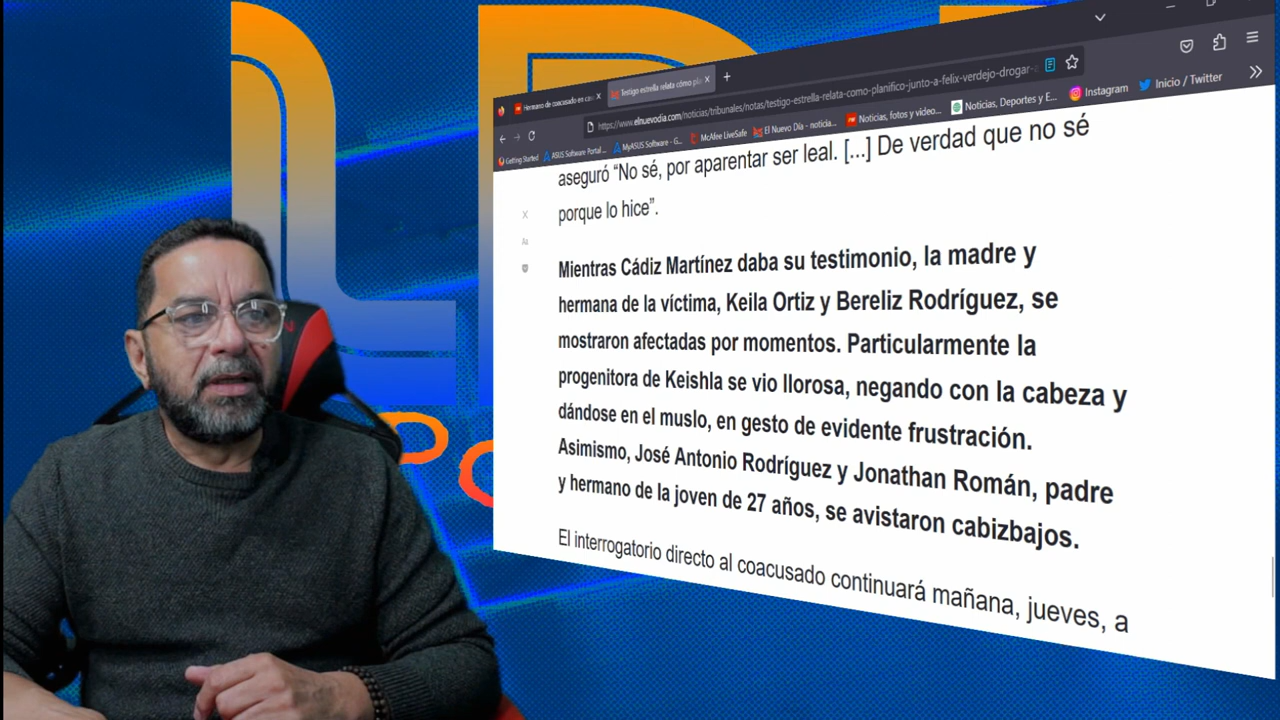 Hermano de coacusado en
Testigo estrella relata cómo
https://www.elnuevodia.com/noticias/tribunales/notas/testigo-estrella-relata-como-planifico-junto-a-felix-verdejo-drogar-
Getting Started
ASUS Software Portal...
MyASUS Software - G...
McAfee LiveSafe
El Nuevo Día - noticia...
Noticias, fotos y video...
Noticias, Deportes y E...
Instagram
Inicio / Twitter
aseguró “No sé, por aparentar ser leal. [...] De verdad que no sé
porque lo hice”.
Mientras Cádiz Martínez daba su testimonio, la madre y
hermana de la víctima, Keila Ortiz y Bereliz Rodríguez, se
mostraron afectadas por momentos. Particularmente la
progenitora de Keishla se vio llorosa, negando con la cabeza y
dándose en el muslo, en gesto de evidente frustración.
Asimismo, José Antonio Rodríguez y Jonathan Román, padre
y hermano de la joven de 27 años, se avistaron cabizbajos.
El interrogatorio directo al coacusado continuará mañana, jueves, a